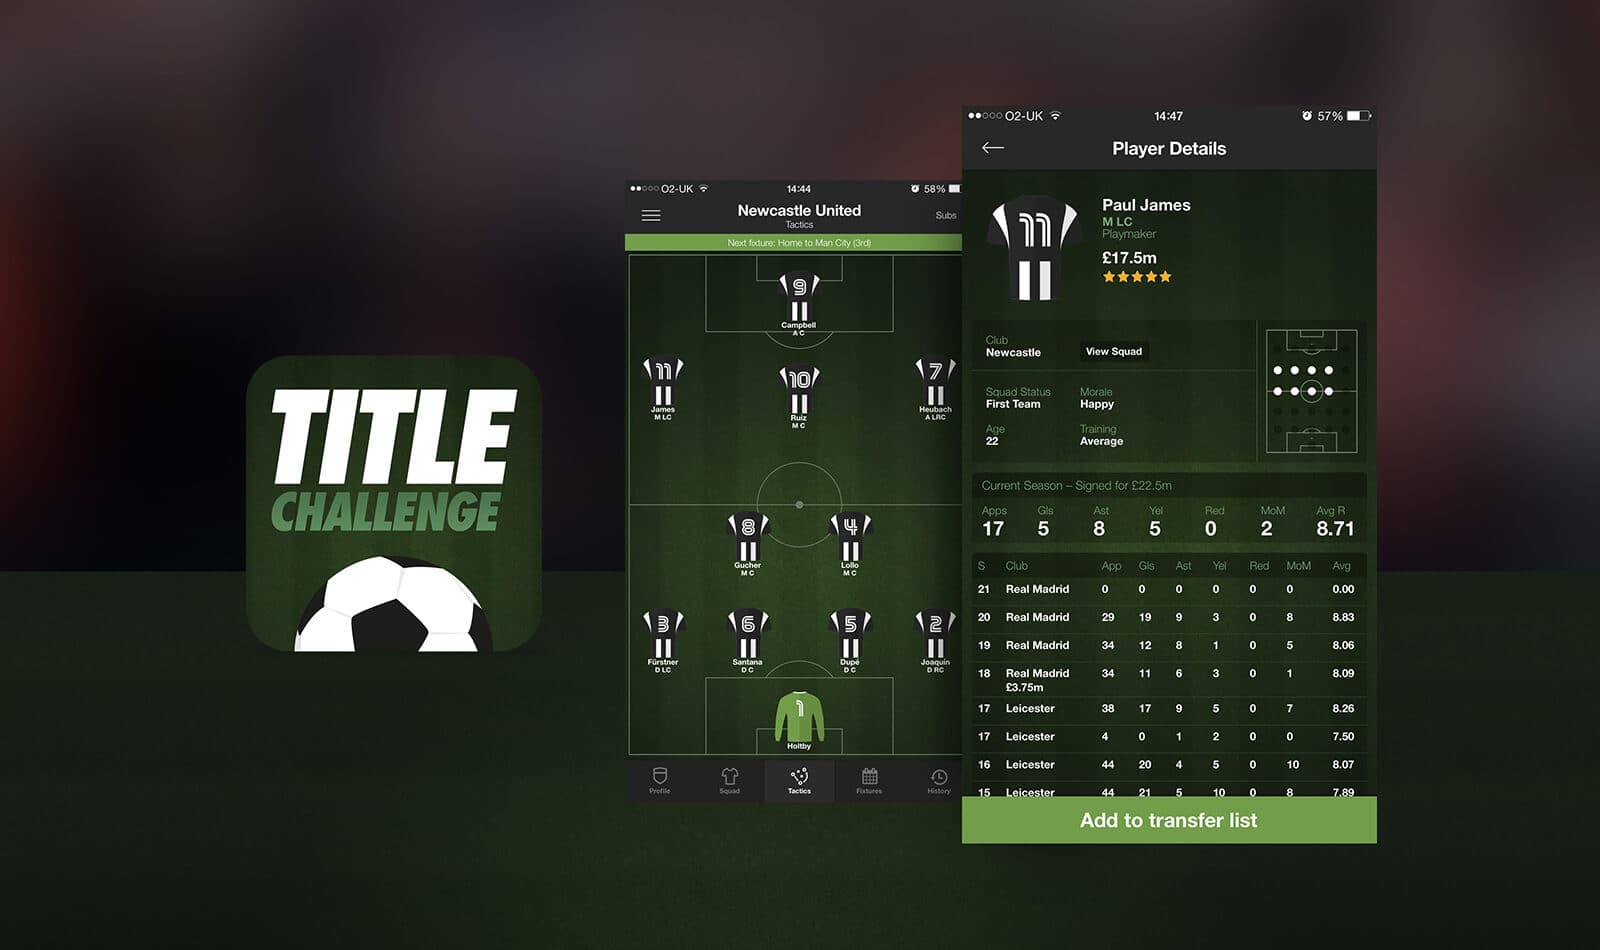 TITLE
CHALLENGE
O2-UK 14:44 58%
Newcastle United
Tactics
Subs
Next fixture: Home to Man City (3rd)
9
Campbell
A C
11
James
M LC
10
Ruiz
M C
7
Heubach
A LRC
8
Gucher
M C
4
Lollo
M C
3
Fürstner
D LC
6
Santana
D C
5
Dupé
D C
2
Joaquín
D RC
1
Holtby
Profile Squad Tactics Fixtures History
O2-UK 14:47 57%
Player Details
11
Paul James
M LC
Playmaker
£17.5m
Club
Newcastle
View Squad
Squad Status Morale
First Team Happy
Age Training
22 Average
Current Season – Signed for £22.5m
Apps Gls Ast Yel Red MoM Avg R
17 5 8 5 0 2 8.71
S Club App Gls Ast Yel Red MoM Avg
21 Real Madrid 0 0 0 0 0 0 0.00
20 Real Madrid 29 19 9 3 0 8 8.83
19 Real Madrid 34 12 8 1 0 5 8.06
18 Real Madrid 34 11 6 3 0 1 8.09
£3.75m
17 Leicester 38 17 9 5 0 7 8.26
17 Leicester 4 0 1 2 0 0 7.50
16 Leicester 44 20 4 5 0 10 8.07
15 Leicester 44 21 5 10 0 8 7.89
Add to transfer list